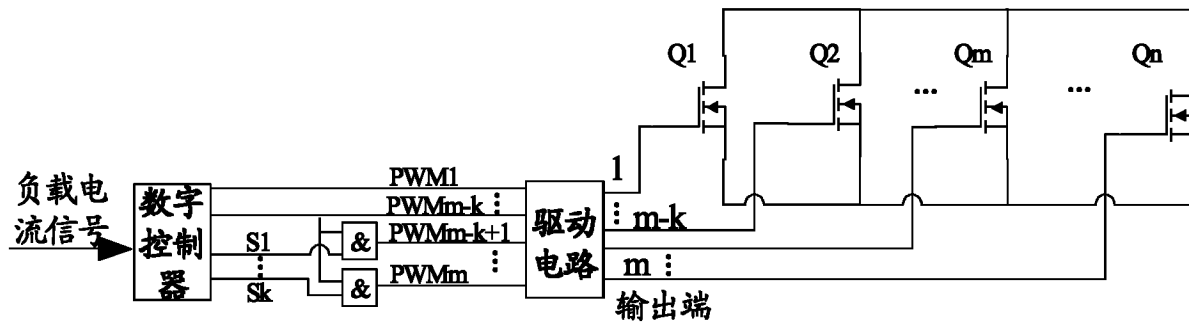 Q1
Q2
Qm
Qn
负载电
流信号
数字
控制
器
S1
Sk
&
&
PWM1
PWMm-k
PWMm-k+1
PWMm
驱动
电路
1
m-k
m
输出端